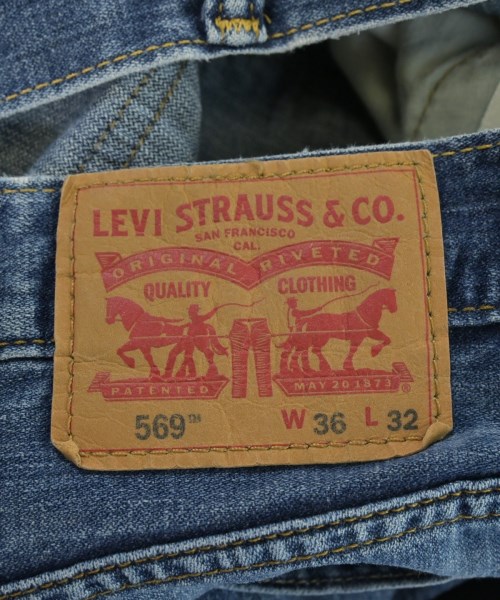 LEVI STRAUSS & CO.
SAN FRANCISCO
CAL.
ORIGINAL RIVETED
QUALITY CLOTHING
PATENTED MAY 20 1873 ®
569™ W 36 L 32